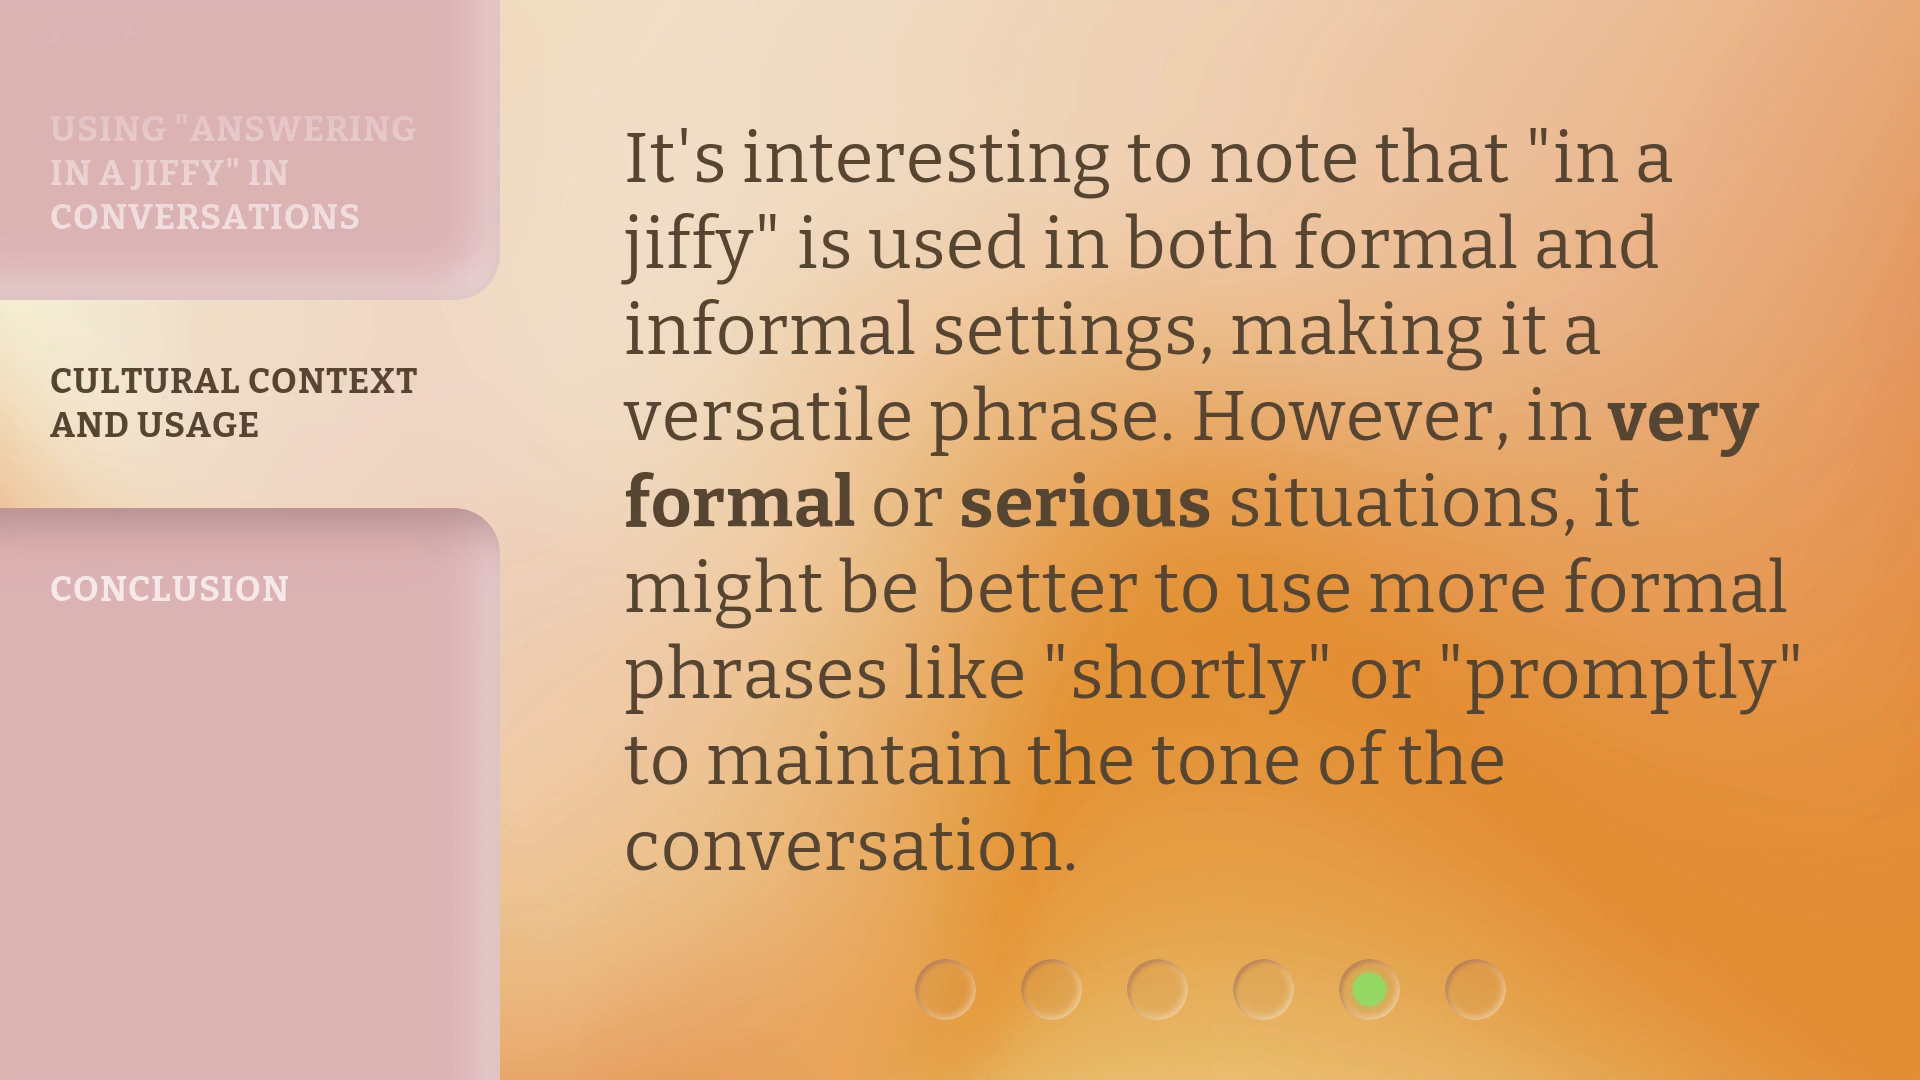 JIFFY
USING "ANSWERING
IN A JIFFY" IN
CONVERSATIONS
CULTURAL CONTEXT
AND USAGE
CONCLUSION
It's interesting to note that "in a
jiffy" is used in both formal and
informal settings, making it a
versatile phrase. However, in very
formal or serious situations, it
might be better to use more formal
phrases like "shortly" or "promptly"
to maintain the tone of the
conversation.